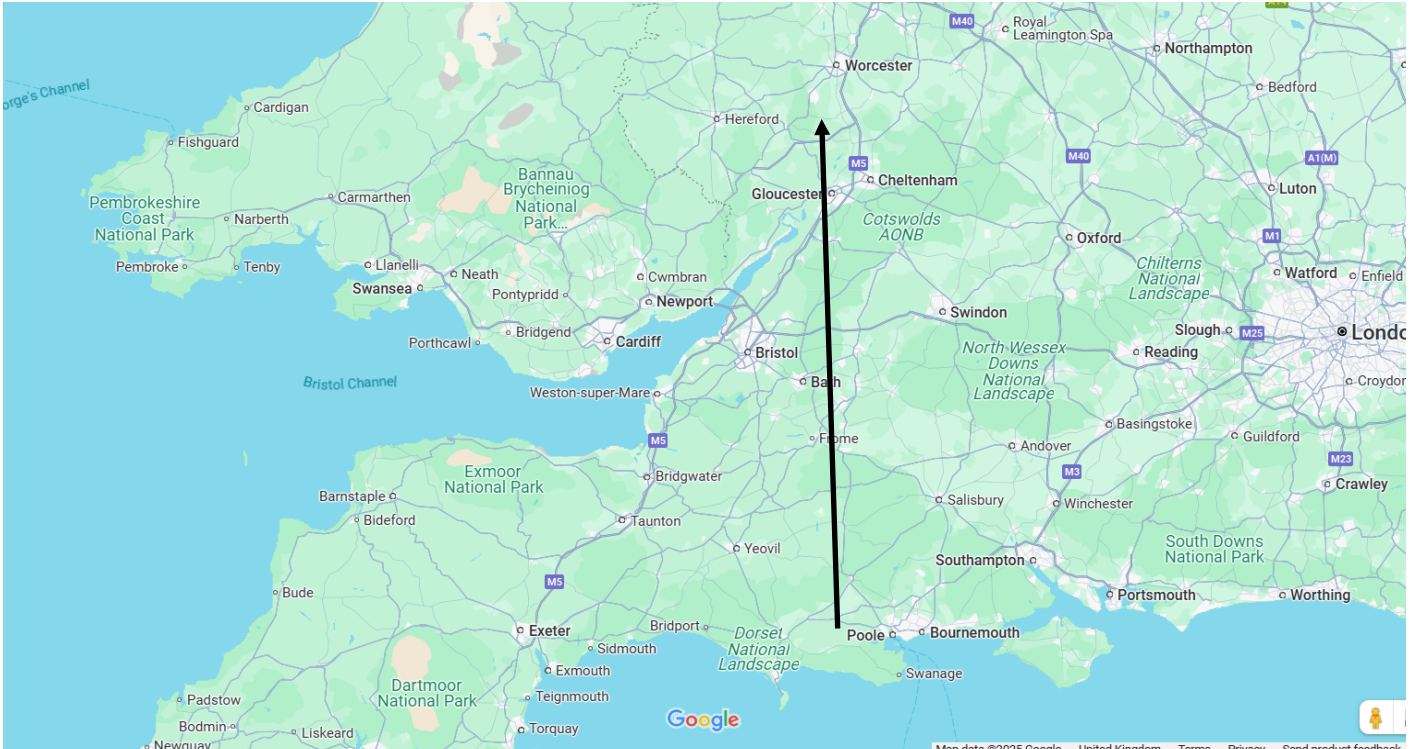 M40
Royal
Leamington Spa
Northampton
Worcester
Bedford
orge's Channel
Cardigan
Hereford
Fishguard
M5
M40
A1(M)
Bannau
Brycheiniog
National
Park...
Cheltenham
Luton
Gloucester
Carmarthen
Pembrokeshire
Coast
National Park
Narberth
Cotswolds
AONB
Oxford
M1
Pembroke
Tenby
Llanelli
Neath
Cwmbran
Chilterns
National
Landscape
Watford
Enfield
Swansea
Pontypridd
Newport
Swindon
Slough
M25
Londo
Bridgend
Porthcawl
Cardiff
Bristol
North Wessex
Downs
National
Landscape
Reading
Bristol Channel
Bath
Croydor
Weston-super-Mare
Basingstoke
M5
Frome
Andover
Guildford
M23
Exmoor
National Park
Bridgwater
M3
Crawley
Barnstaple
Salisbury
Winchester
Bideford
Taunton
Yeovil
South Downs
National Park
Southampton
M5
Bude
Portsmouth
Worthing
Exeter
Bridport
Dorset
National
Landscape
Poole
Bournemouth
Sidmouth
Exmouth
Swanage
Dartmoor
National Park
Teignmouth
Padstow
Google
Bodmin
Liskeard
Torquay
Newquay
Map data ©2025 Google United Kingdom Terms Privacy Send product feedback